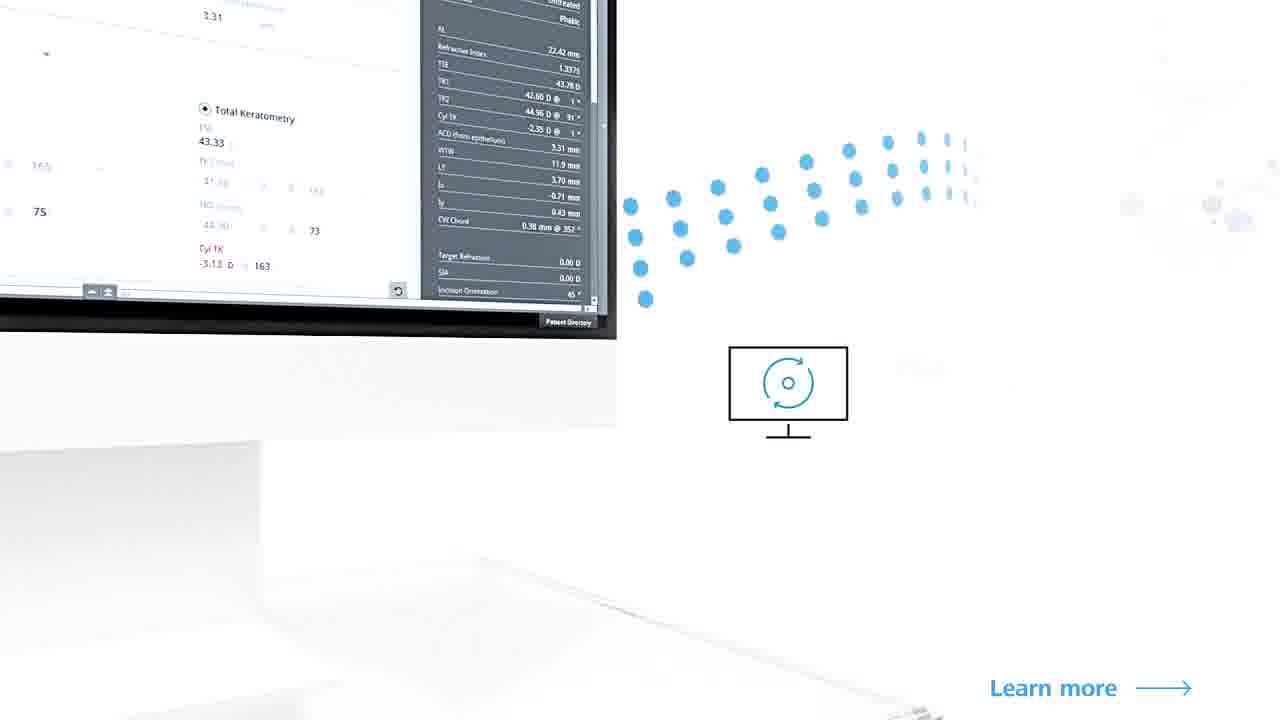 3.31
Total Keratometry
TSE
43.33 D
165
75
73
Cyl TK
-3.13 D @ 163
Untreated
Phakic
AL 22.42 mm
Refractive Index 1.3375
TSE 43.78 D
TK1 42.60 D @ 1 °
TK2 44.96 D @ 91 °
Cyl TK -2.35 D @ 1 °
ACD (from epithelium) 3.31 mm
WTW 11.9 mm
LT 3.70 mm
Ix -0.71 mm
Iy 0.43 mm
CW Chord 0.38 mm @ 352 °
Target Refraction 0.00 D
SIA 0.00 D
Incision Orientation 45 °
Patient Directory
Learn more